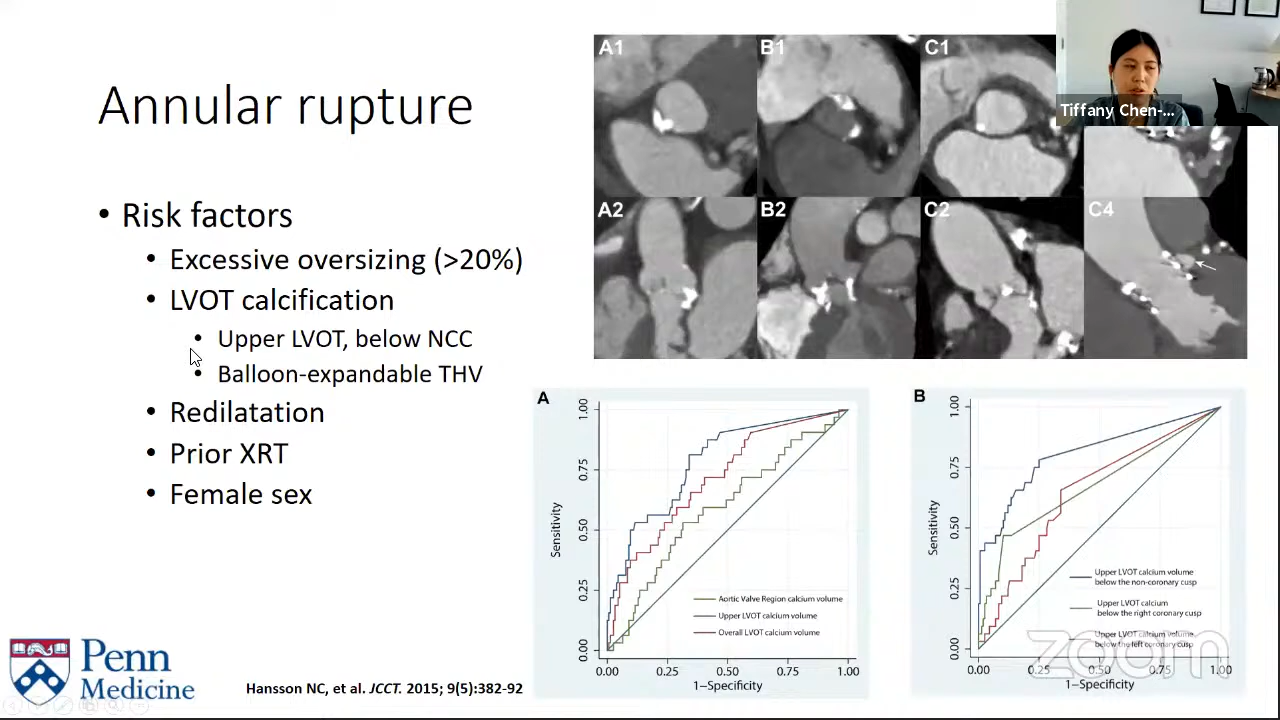 Annular rupture
• Risk factors
• Excessive oversizing (>20%)
• LVOT calcification
• Upper LVOT, below NCC
• Balloon-expandable THV
• Redilatation
• Prior XRT
• Female sex
A1
B1
C1
Tiffany Chen-...
A2
B2
C2
C4
A
1.00
0.75
0.50
0.25
0.00
Sensitivity
Aortic Valve Region calcium volume
Upper LVOT calcium volume
Overall LVOT calcium volume
0.00 0.25 0.50 0.75 1.00
1–Specificity
B
1.00
0.75
0.50
0.25
0.00
Sensitivity
Upper LVOT calcium volume
below the non-coronary cusp
Upper LVOT calcium
below the right coronary cusp
Upper LVOT calcium volume
below the left coronary cusp
0.00 0.25 0.50 0.75 1.00
1–Specificity
zoom
Penn
Medicine
Hansson NC, et al. JCCT. 2015; 9(5):382-92